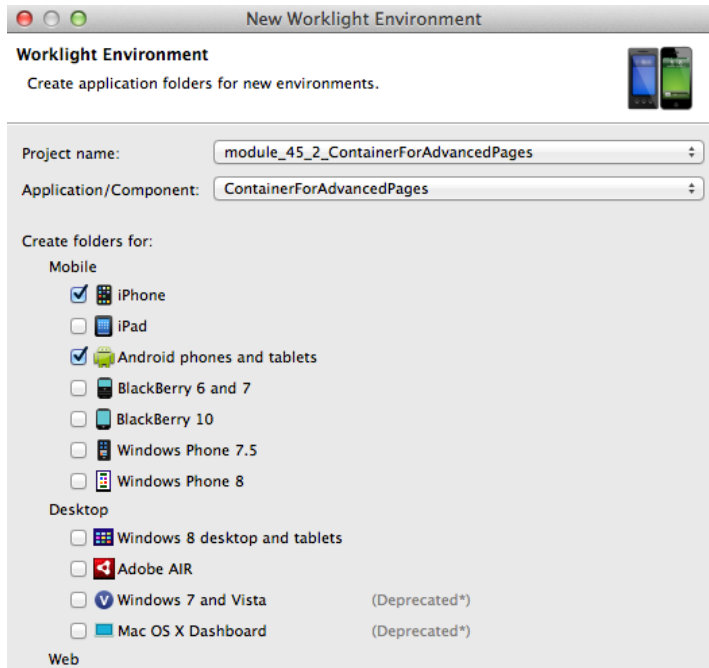 New Worklight Environment
Worklight Environment
Create application folders for new environments.
Project name: module_45_2_ContainerForAdvancedPages
Application/Component: ContainerForAdvancedPages
Create folders for:
Mobile
iPhone
iPad
Android phones and tablets
BlackBerry 6 and 7
BlackBerry 10
Windows Phone 7.5
Windows Phone 8
Desktop
Windows 8 desktop and tablets
Adobe AIR
Windows 7 and Vista (Deprecated*)
Mac OS X Dashboard (Deprecated*)
Web